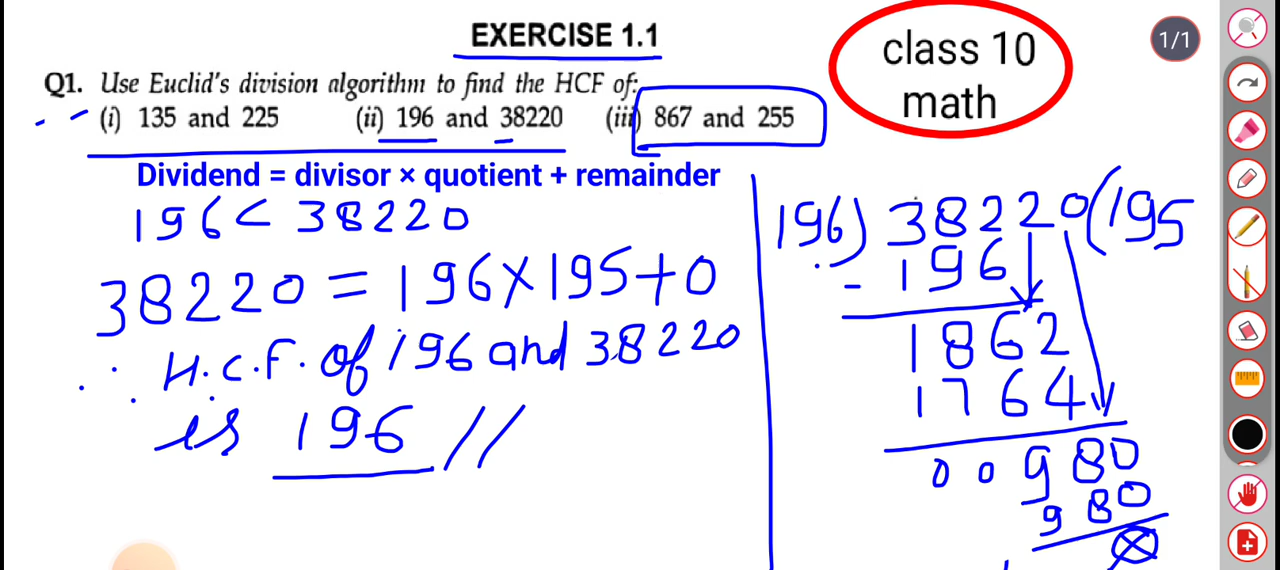 EXERCISE 1.1
class 10
math
1/1
Q1. Use Euclid's division algorithm to find the HCF of:
(i) 135 and 225 (ii) 196 and 38220 (iii) 867 and 255
Dividend = divisor × quotient + remainder
196 < 38220
38220 = 196 × 195 + 0
∴ H.C.F. of 196 and 38220
is 196 //
196) 38220 (195
- 196
1862
1764
00980
980